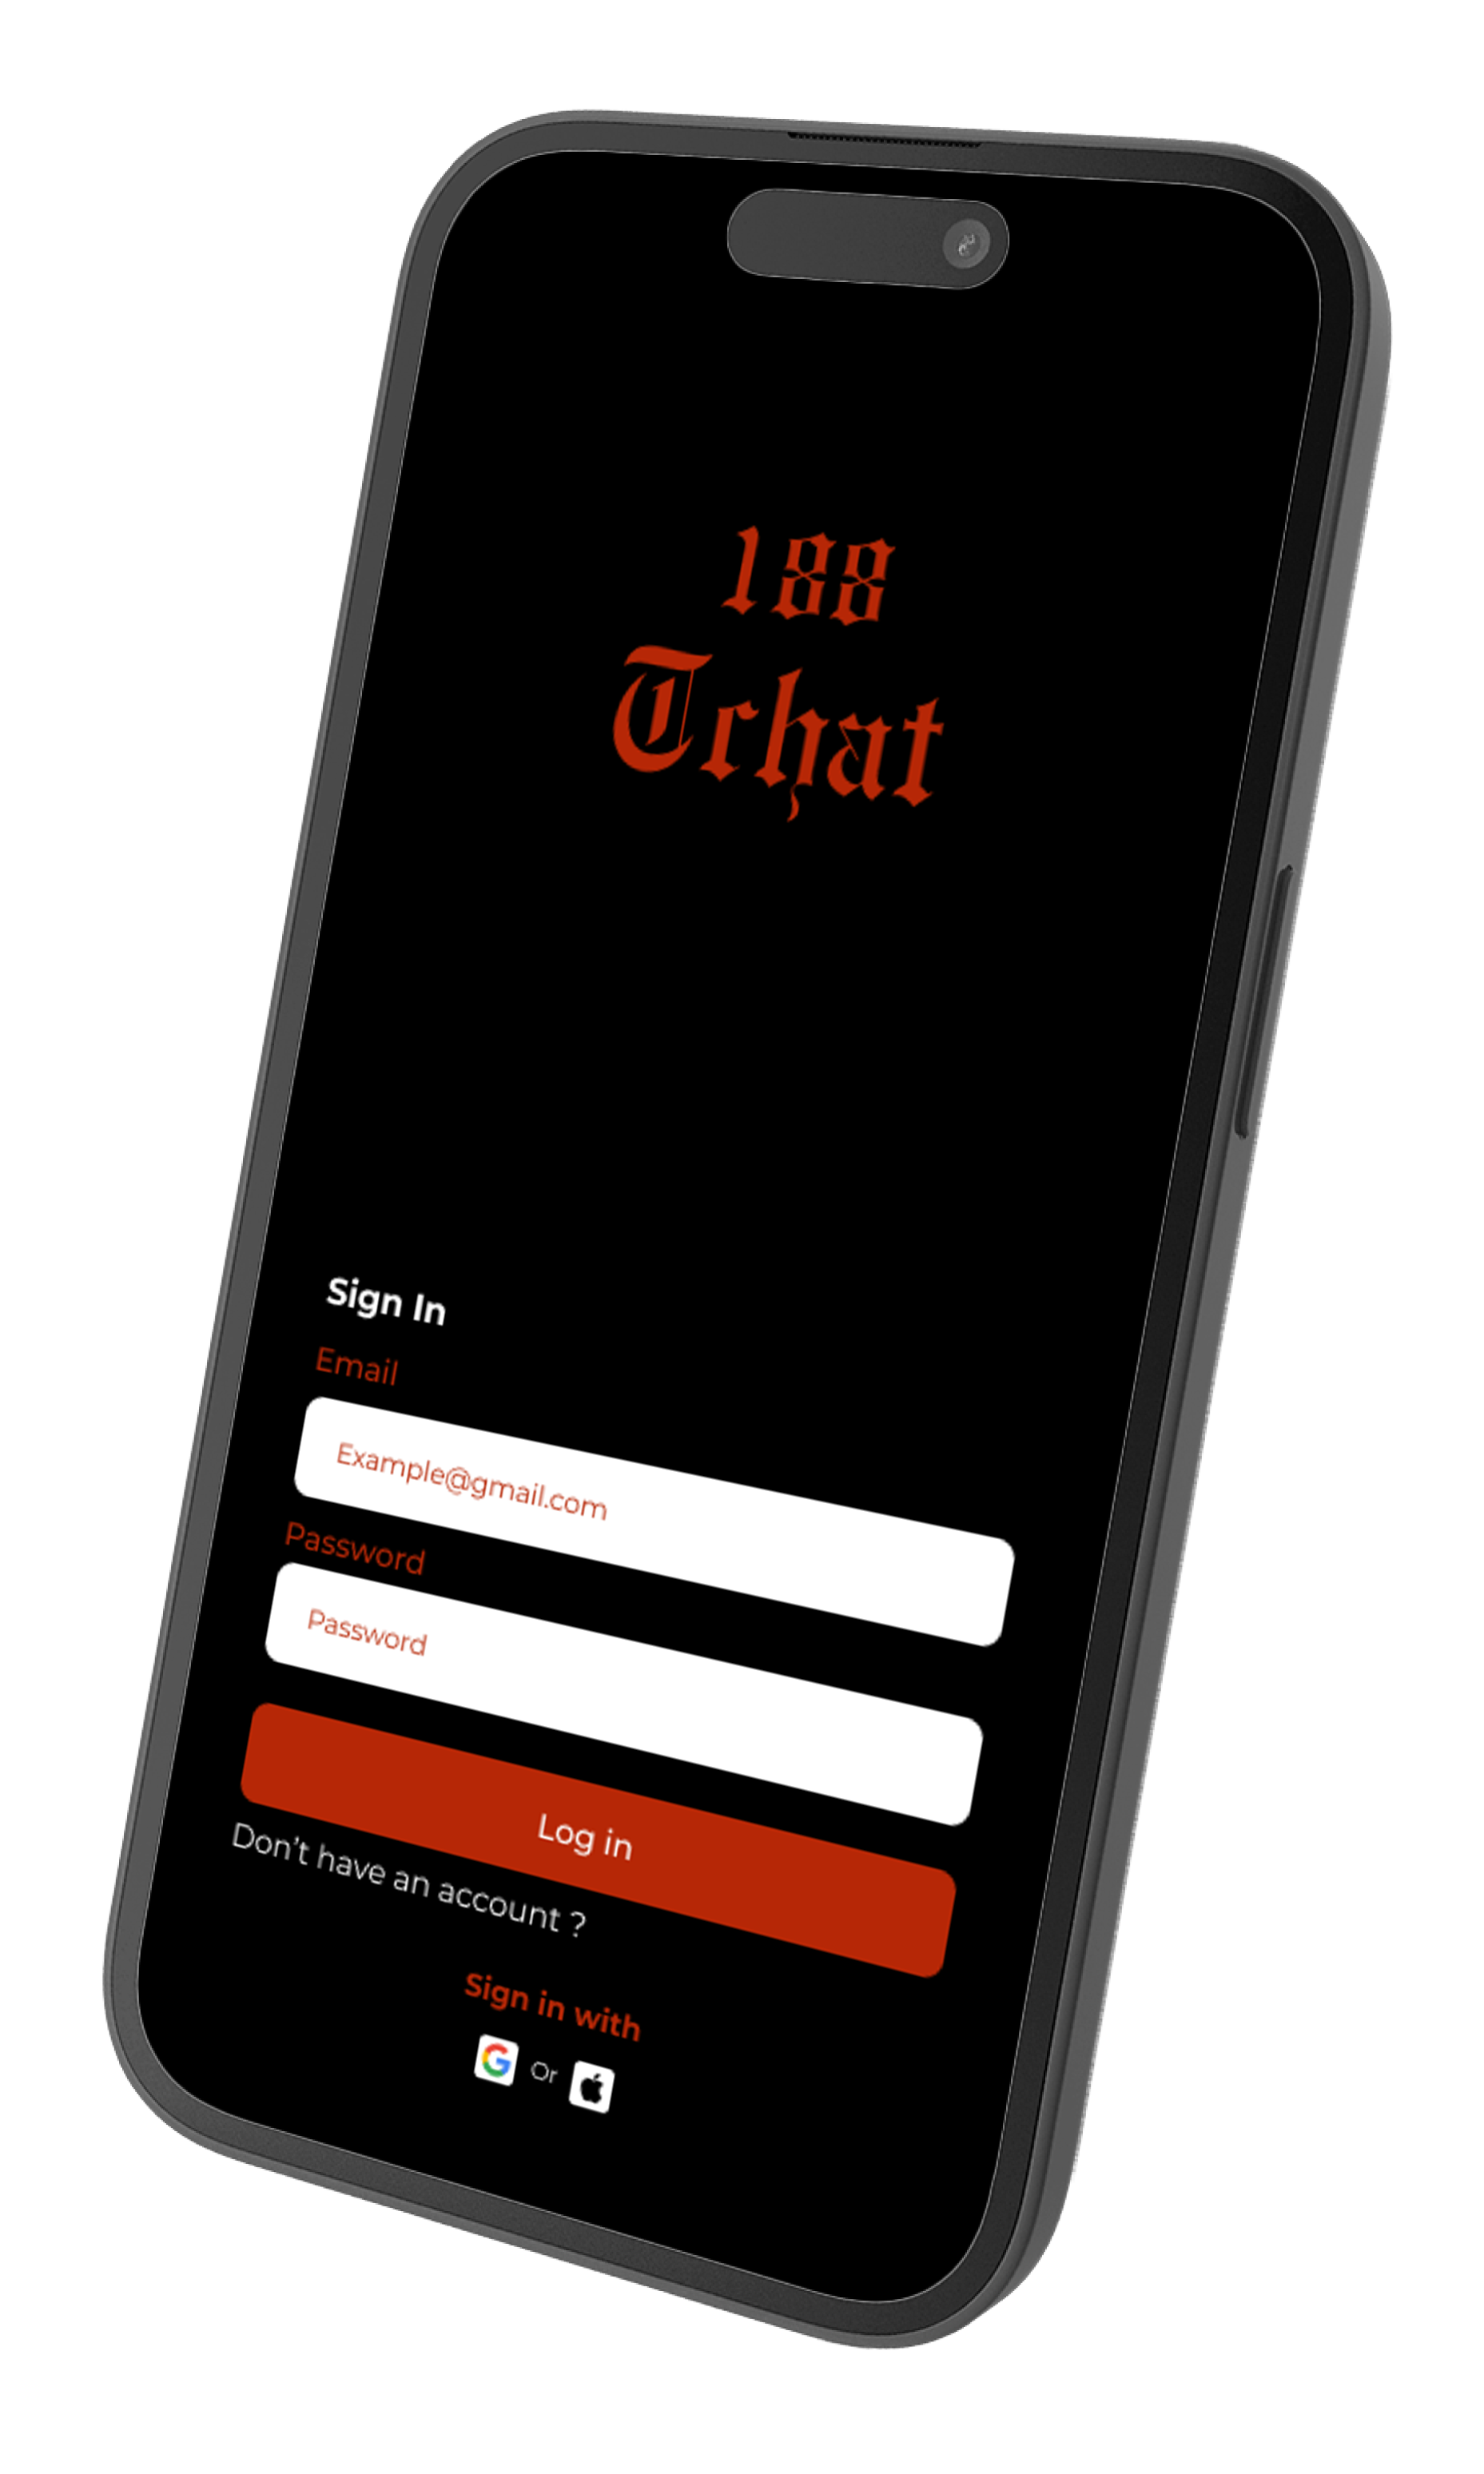 188
Tchat
Sign In
Email
Example@gmail.com
Password
Password
Log in
Don't have an account ?
Sign in with
G Or